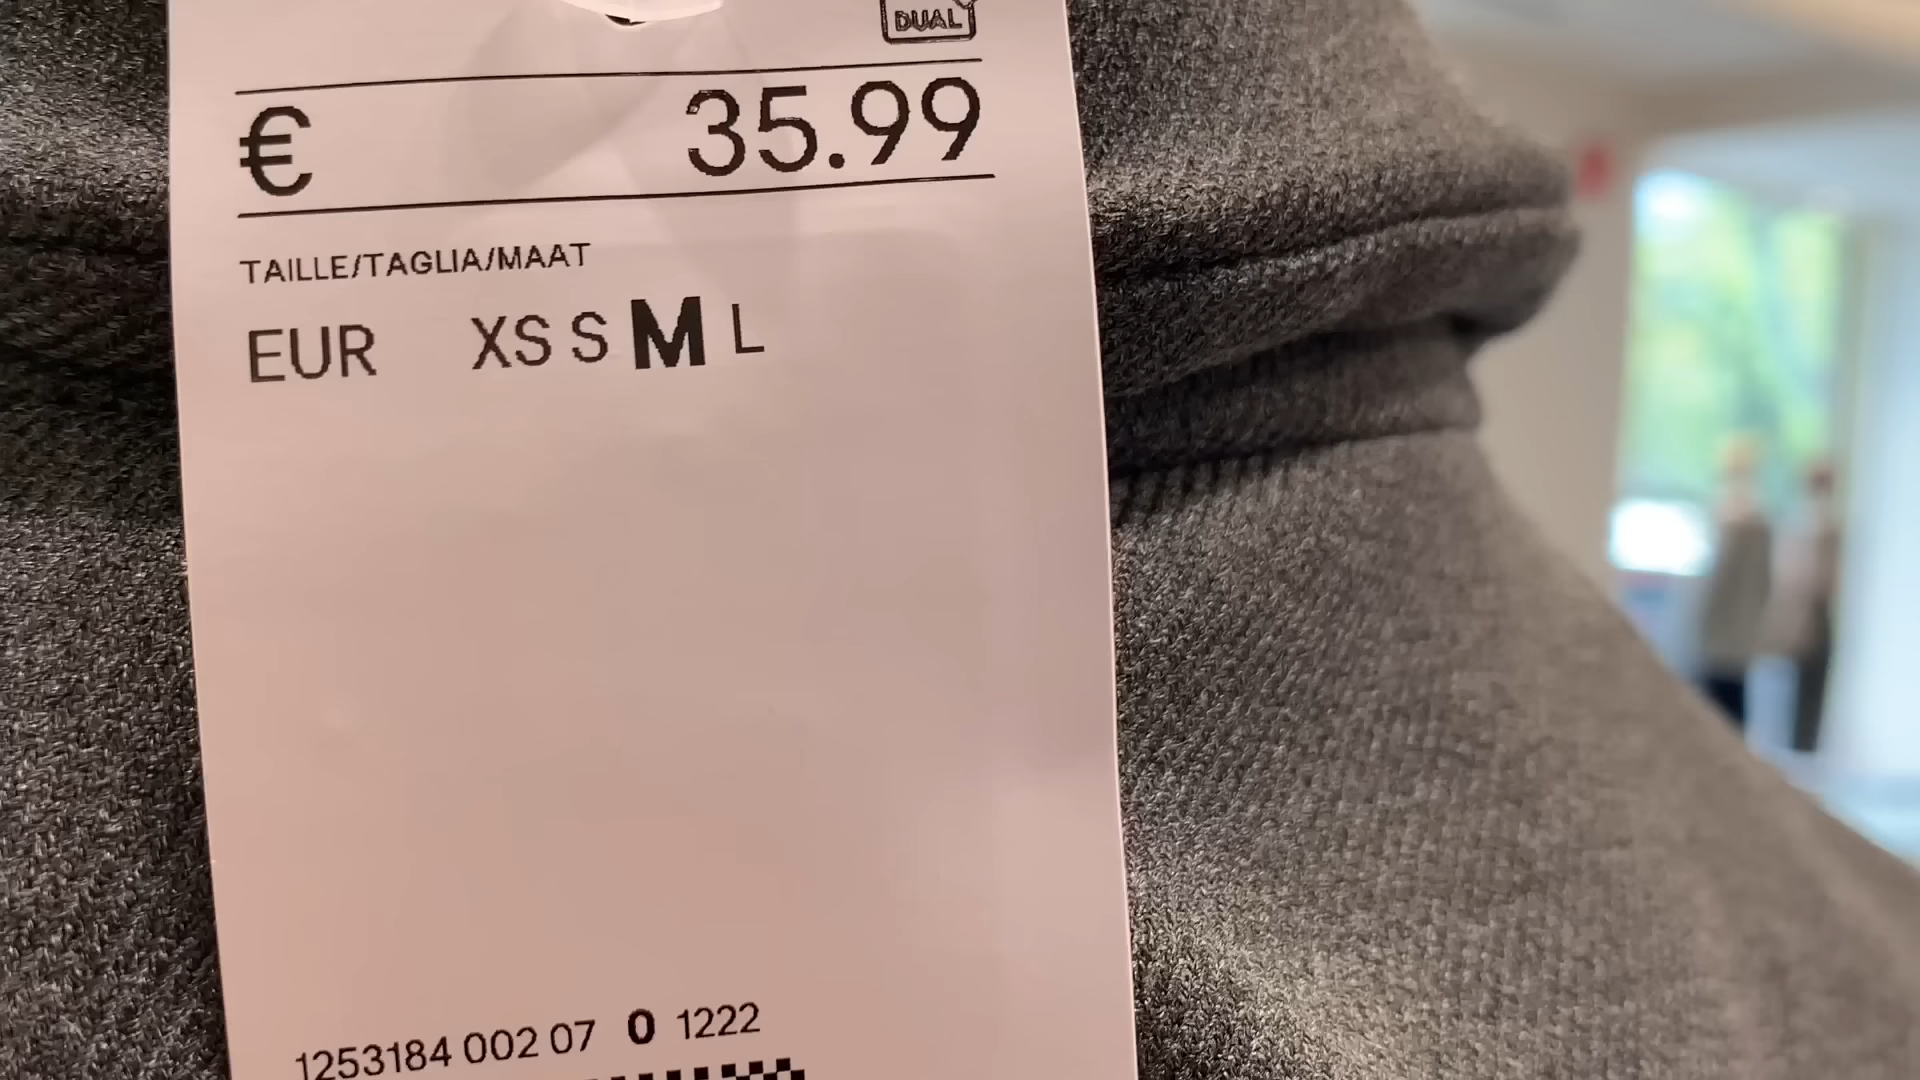 DUAL
€ 35.99
TAILLE/TAGLIA/MAAT
EUR XS S M L
1253184 002 07 0 1222